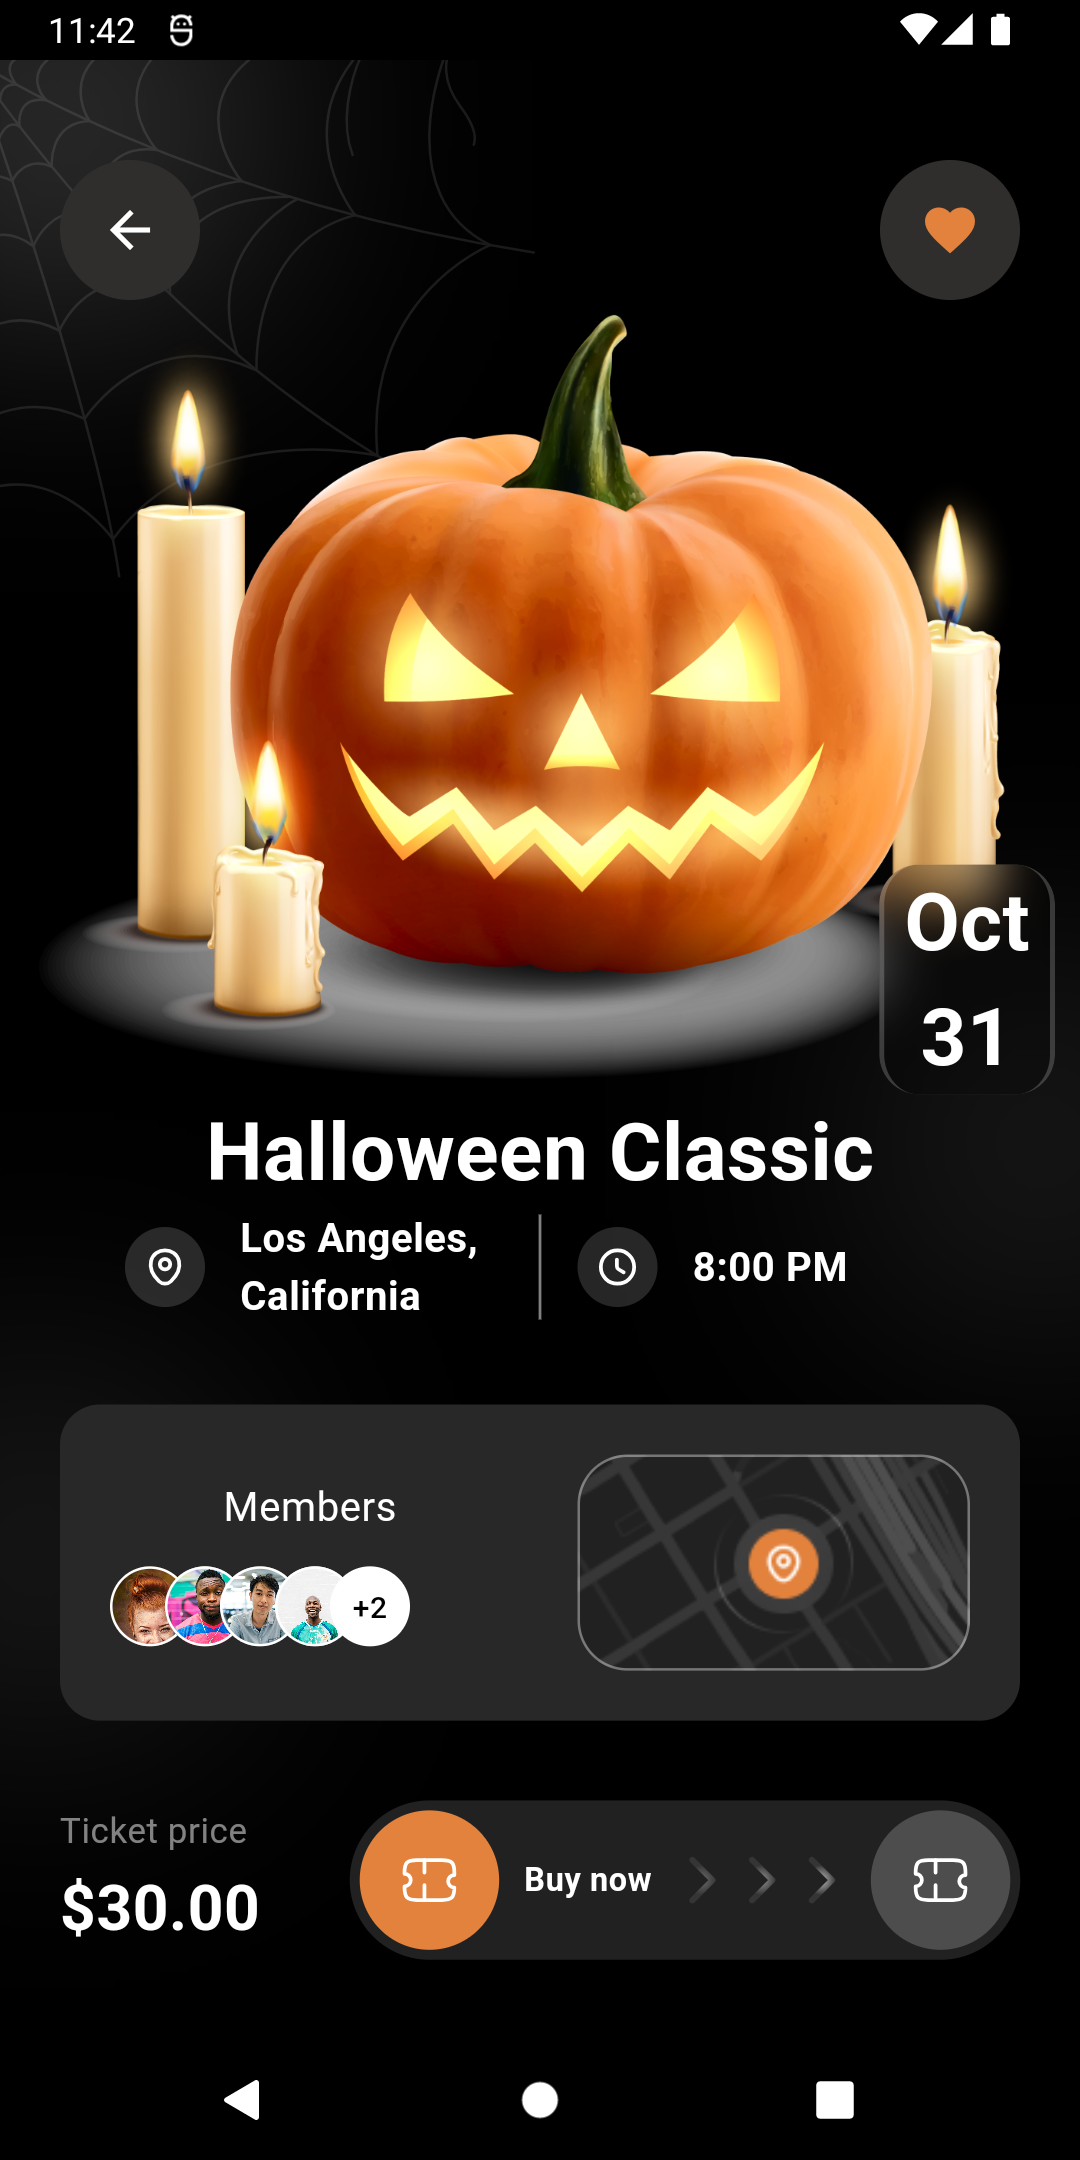 11:42
Oct
31
Halloween Classic
Los Angeles,
California
8:00 PM
Members
+2
Ticket price
$30.00
Buy now